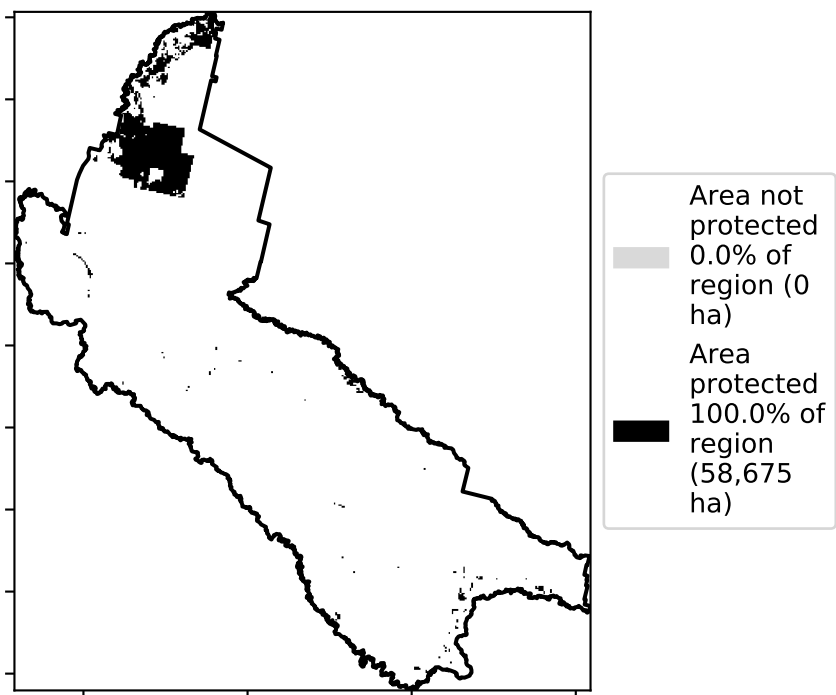 Area not
protected
0.0% of
region (0
ha)
Area
protected
100.0% of
region
(58,675
ha)